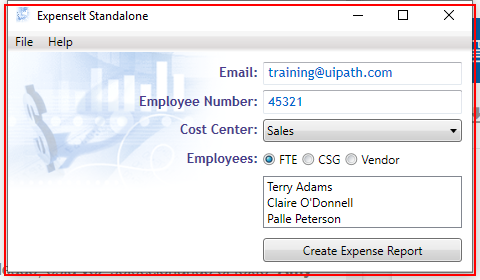 ExpenseIt Standalone
File Help
Email: training@uipath.com
Employee Number: 45321
Cost Center: Sales
Employees: FTE CSG Vendor
Terry Adams
Claire O'Donnell
Palle Peterson
Create Expense Report